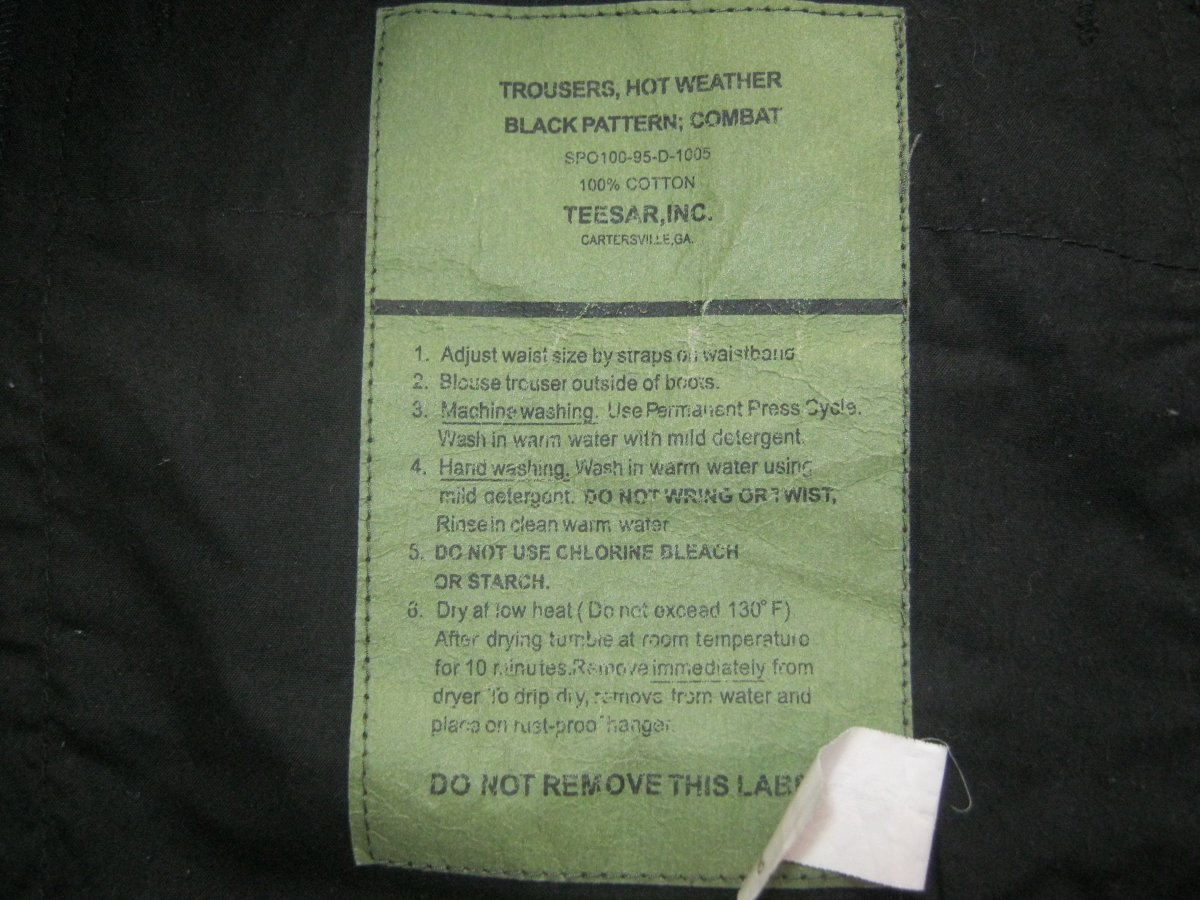 TROUSERS, HOT WEATHER
BLACK PATTERN; COMBAT
SPO100-95-D-1005
100% COTTON
TEESAR,INC.
CARTERSVILLE,GA.
1. Adjust waist size by straps on waistband
2. Blouse trouser outside of boots.
3. Machine washing. Use Permanent Press Cycle.
Wash in warm water with mild detergent.
4. Hand washing. Wash in warm water using
mild detergent. DO NOT WRING OR TWIST,
Rinse in clean warm water
5. DO NOT USE CHLORINE BLEACH
OR STARCH.
6. Dry at low heat ( Do not exceed 130°F)
After drying tumble at room temperature
for 10 minutes.Remove immediately from
dryer To drip dry, remove from water and
place on rust-proof hanger
DO NOT REMOVE THIS LAB